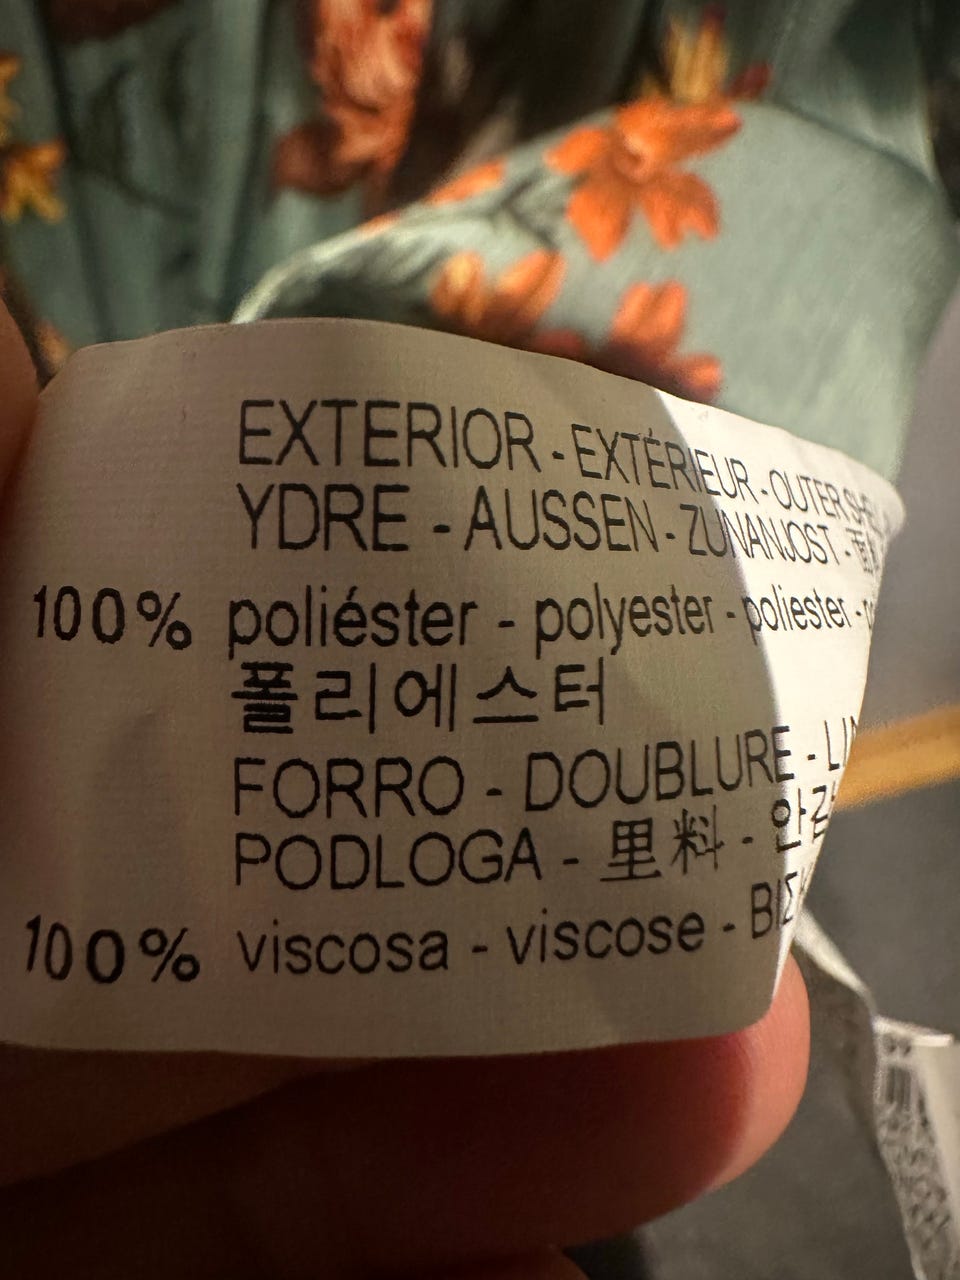 EXTERIOR - EXTÉRIEUR - OUTER
YDRE - AUSSEN - ZUNANJOST -
100% poliéster - polyester - poliester -
폴리에스터
FORRO - DOUBLURE -
PODLOGA - 里料 -
100% viscosa - viscose -